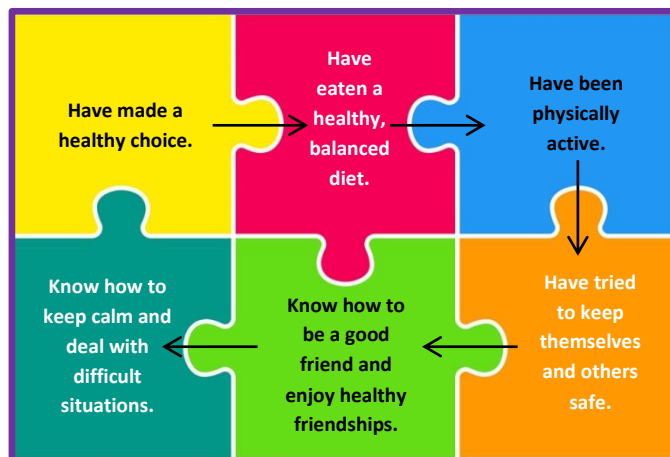 Have made a
healthy choice.
Have
eaten a
healthy,
balanced
diet.
Have been
physically
active.
Have tried
to keep
themselves
and others
safe.
Know how to
be a good
friend and
enjoy healthy
friendships.
Know how to
keep calm and
deal with
difficult
situations.